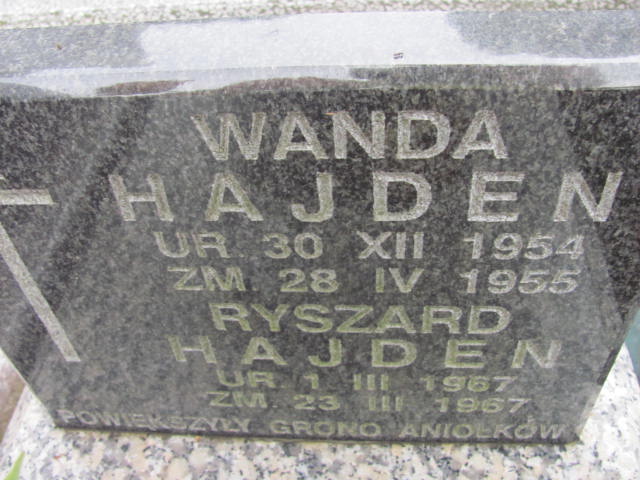 WANDA
HAJDEN
UR. 30 XII 1954
ZM. 28 IV 1955
RYSZARD
HAJDEN
UR. 1 III 1967
ZM. 23 III 1967
POWIĘKSZYŁY GRONO ANIOŁKÓW